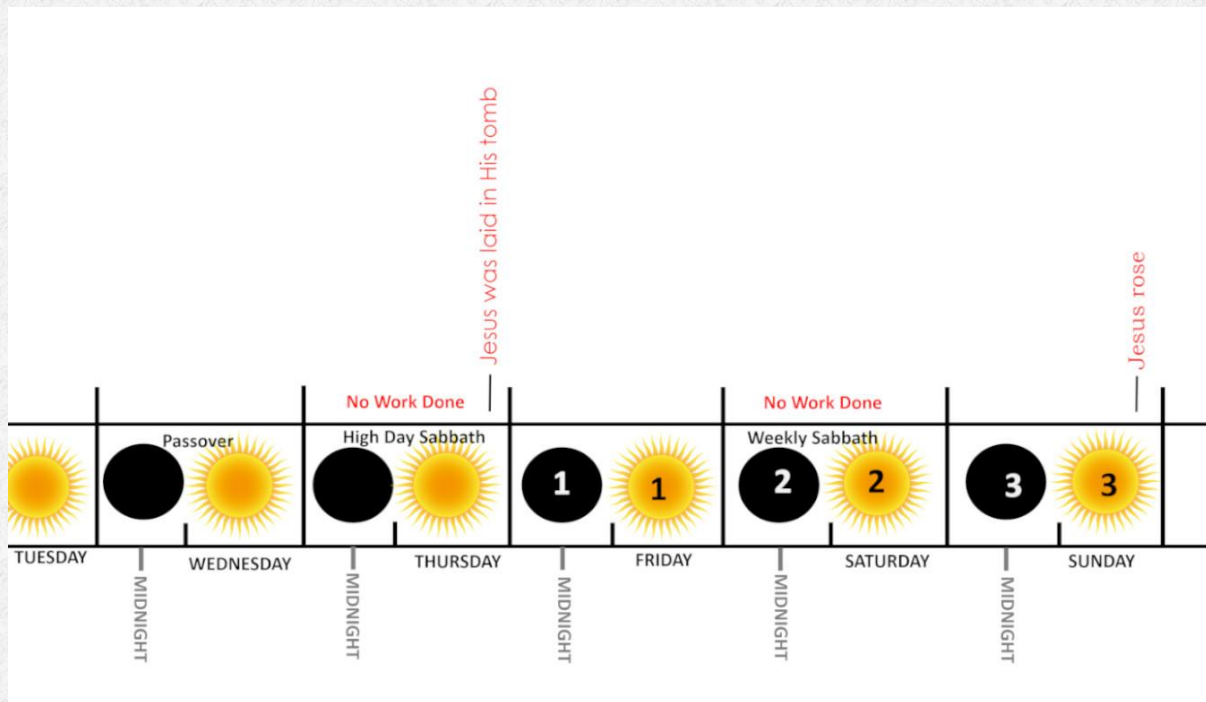 Jesus was laid in His tomb
Jesus rose
No Work Done
No Work Done
Passover
High Day Sabbath
Weekly Sabbath
1
1
2
2
3
3
TUESDAY
WEDNESDAY
THURSDAY
FRIDAY
SATURDAY
SUNDAY
MIDNIGHT
MIDNIGHT
MIDNIGHT
MIDNIGHT
MIDNIGHT